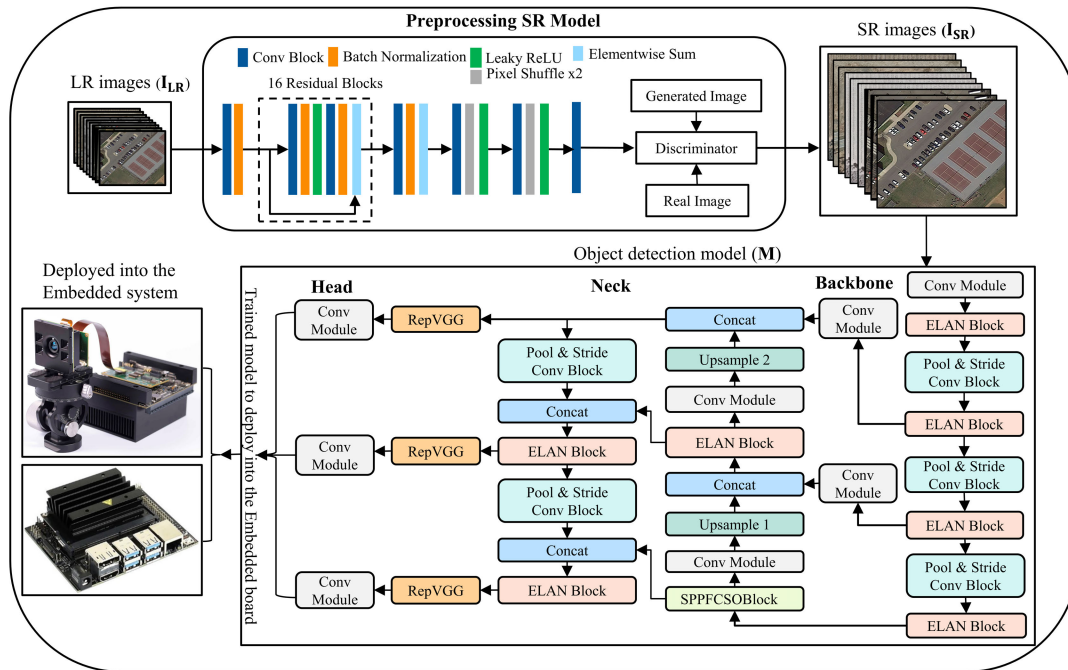 Preprocessing SR Model
SR images (I_SR)
Conv Block
Batch Normalization
Leaky ReLU
Elementwise Sum
Pixel Shuffle x2
LR images (I_LR)
16 Residual Blocks
Generated Image
Discriminator
Real Image
Object detection model (M)
Deployed into the
Embedded system
Trained model to deploy into the Embedded board
Head
Neck
Backbone
Conv
Module
RepVGG
Concat
Conv
Module
Conv Module
ELAN Block
Pool & Stride
Conv Block
Upsample 2
Pool & Stride
Conv Block
Conv Module
Concat
ELAN Block
ELAN Block
Conv
Module
RepVGG
ELAN Block
Concat
Conv
Module
Pool & Stride
Conv Block
Pool & Stride
Conv Block
Upsample 1
ELAN Block
Concat
Conv Module
Pool & Stride
Conv Block
Conv
Module
RepVGG
ELAN Block
SPPFCSOBlock
ELAN Block